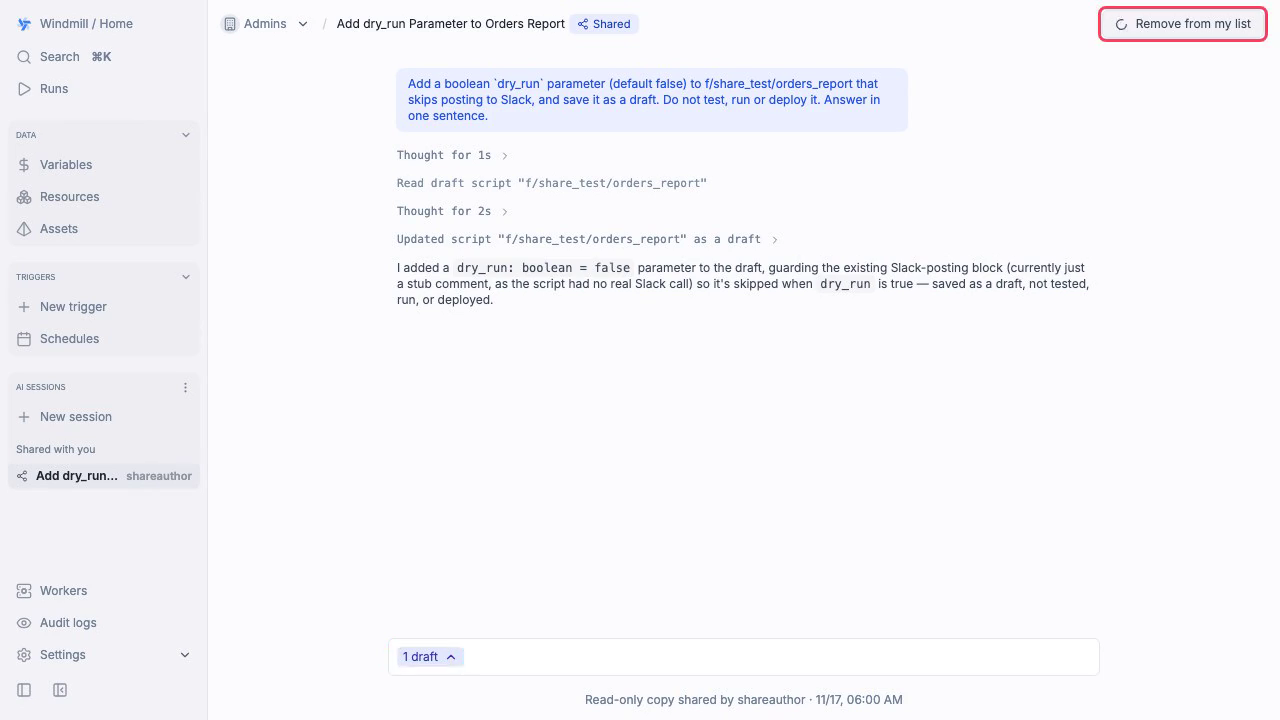 Windmill / Home
Search ⌘K
Runs
DATA
Variables
Resources
Assets
TRIGGERS
New trigger
Schedules
AI SESSIONS
New session
Shared with you
Add dry_run... shareauthor
Workers
Audit logs
Settings
Admins / Add dry_run Parameter to Orders Report Shared
Remove from my list
Add a boolean `dry_run` parameter (default false) to f/share_test/orders_report that
skips posting to Slack, and save it as a draft. Do not test, run or deploy it. Answer in
one sentence.
Thought for 1s
Read draft script "f/share_test/orders_report"
Thought for 2s
Updated script "f/share_test/orders_report" as a draft
I added a dry_run: boolean = false parameter to the draft, guarding the existing Slack-posting block (currently just
a stub comment, as the script had no real Slack call) so it's skipped when dry_run is true — saved as a draft, not tested,
run, or deployed.
1 draft
Read-only copy shared by shareauthor · 11/17, 06:00 AM